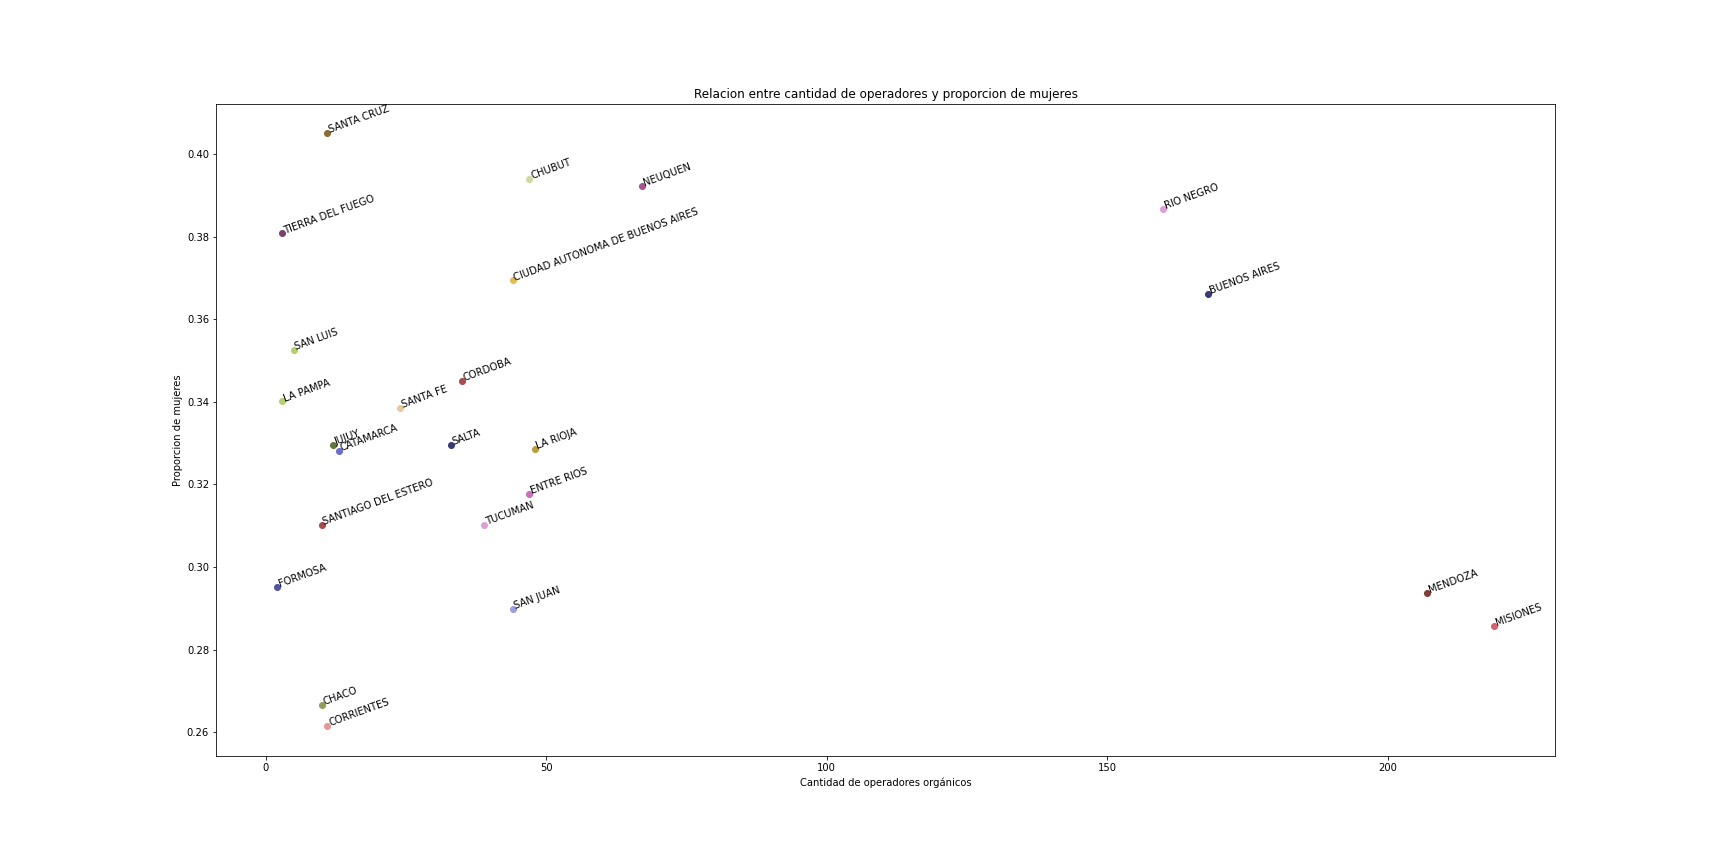 Relacion entre cantidad de operadores y proporcion de mujeres
SANTA CRUZ
0.40
CHUBUT
NEUQUEN
RIO NEGRO
TIERRA DEL FUEGO
0.38
CIUDAD AUTONOMA DE BUENOS AIRES
BUENOS AIRES
0.36
SAN LUIS
CORDOBA
LA PAMPA
SANTA FE
0.34
JUJUY
CATAMARCA
SALTA
LA RIOJA
ENTRE RIOS
0.32
SANTIAGO DEL ESTERO
TUCUMAN
0.30
FORMOSA
MENDOZA
SAN JUAN
MISIONES
0.28
CHACO
CORRIENTES
0.26
Proporcion de mujeres
0
50
100
150
200
Cantidad de operadores orgánicos